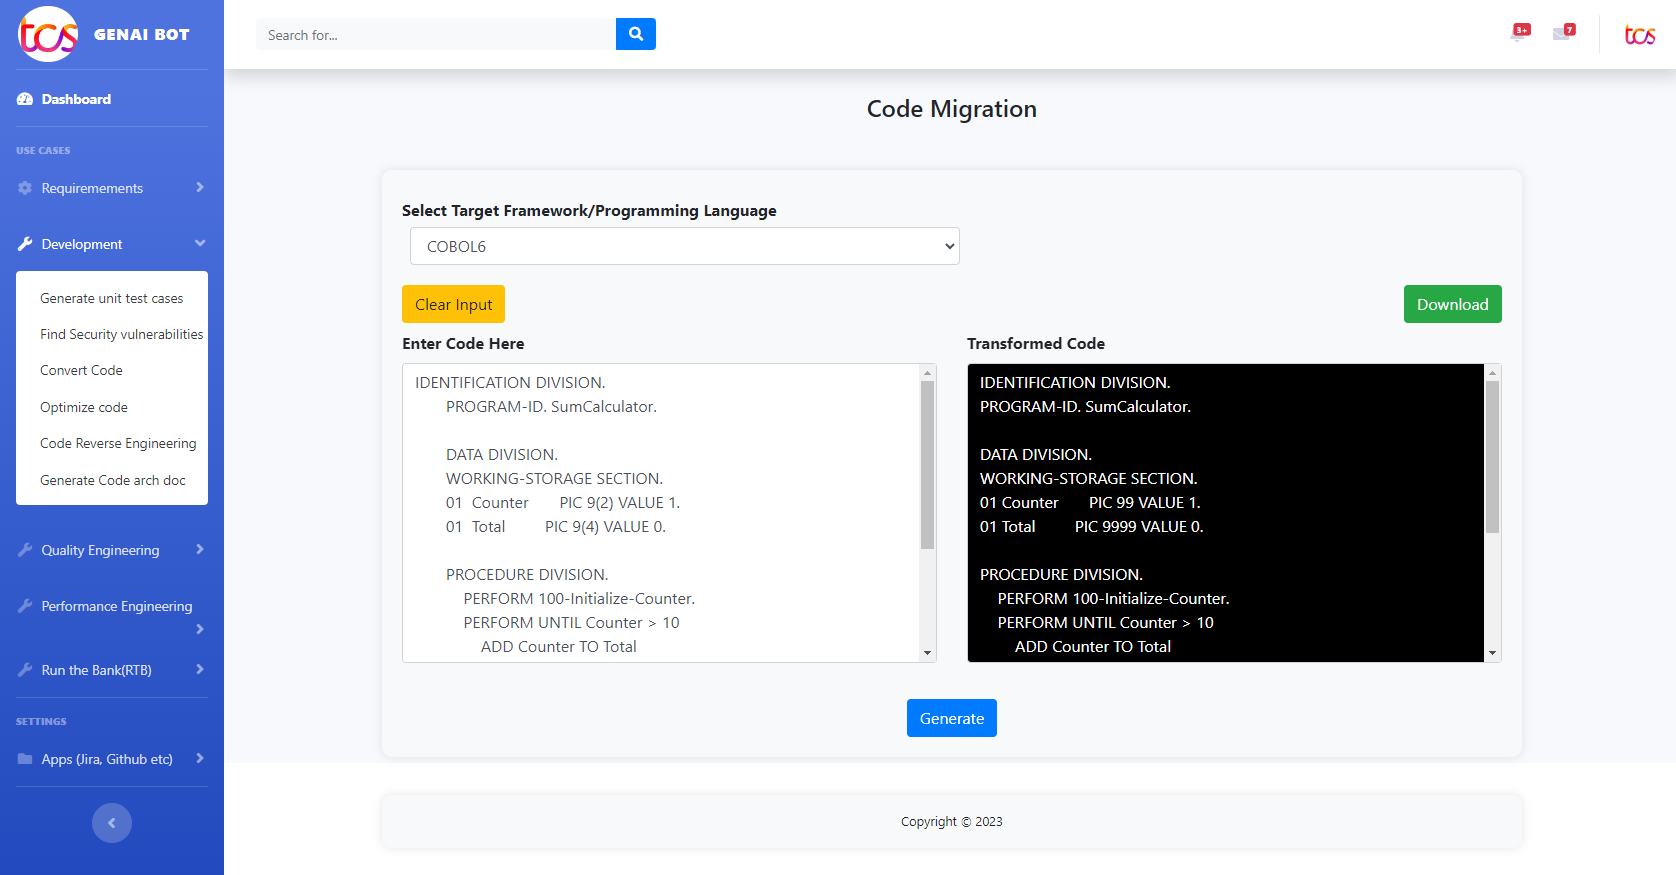 tcs GENAI BOT
Search for...
3+
7
tcs
Dashboard
USE CASES
Requiremements
Development
Generate unit test cases
Find Security vulnerabilities
Convert Code
Optimize code
Code Reverse Engineering
Generate Code arch doc
Quality Engineering
Performance Engineering
Run the Bank(RTB)
SETTINGS
Apps (Jira, Github etc)
Code Migration
Select Target Framework/Programming Language
COBOL6
Clear Input
Download
Enter Code Here
IDENTIFICATION DIVISION.
PROGRAM-ID. SumCalculator.
DATA DIVISION.
WORKING-STORAGE SECTION.
01 Counter PIC 9(2) VALUE 1.
01 Total PIC 9(4) VALUE 0.
PROCEDURE DIVISION.
PERFORM 100-Initialize-Counter.
PERFORM UNTIL Counter > 10
ADD Counter TO Total
Transformed Code
IDENTIFICATION DIVISION.
PROGRAM-ID. SumCalculator.
DATA DIVISION.
WORKING-STORAGE SECTION.
01 Counter PIC 99 VALUE 1.
01 Total PIC 9999 VALUE 0.
PROCEDURE DIVISION.
PERFORM 100-Initialize-Counter.
PERFORM UNTIL Counter > 10
ADD Counter TO Total
Generate
Copyright © 2023